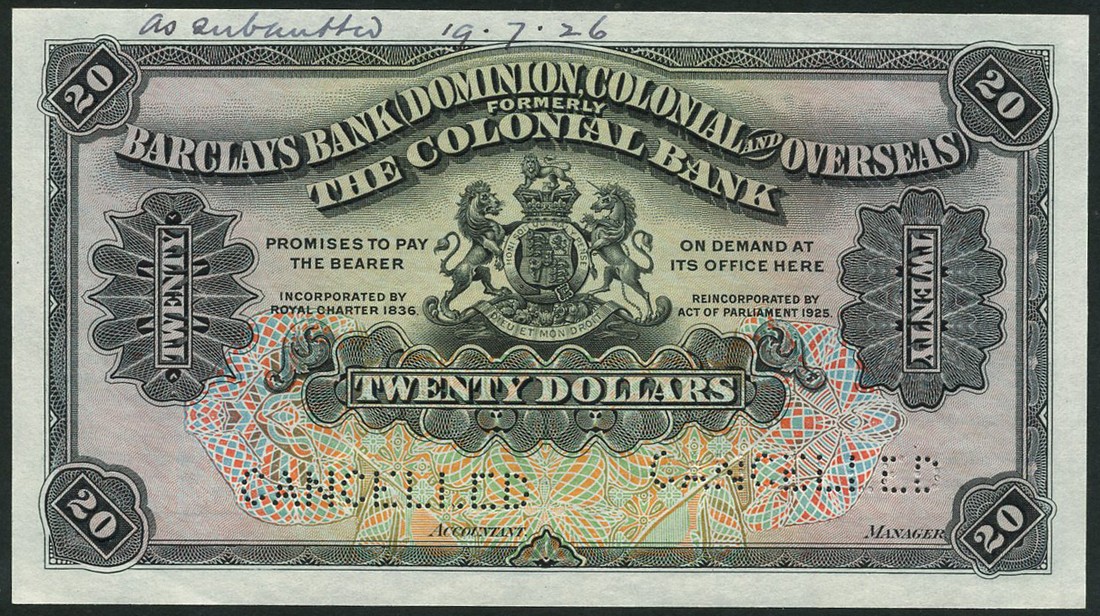 as submitted 19.7.26
20
20
BARCLAYS BANK DOMINION, COLONIAL AND OVERSEAS
FORMERLY
THE COLONIAL BANK
PROMISES TO PAY
THE BEARER
ON DEMAND AT
ITS OFFICE HERE
INCORPORATED BY
ROYAL CHARTER 1836.
REINCORPORATED BY
ACT OF PARLIAMENT 1925.
TWENTY
TWENTY
HONI SOIT QUI MAL Y PENSE
DIEU ET MON DROIT
TWENTY DOLLARS
CANCELLED
CANCELLED
ACCOUNTANT
MANAGER
20
20